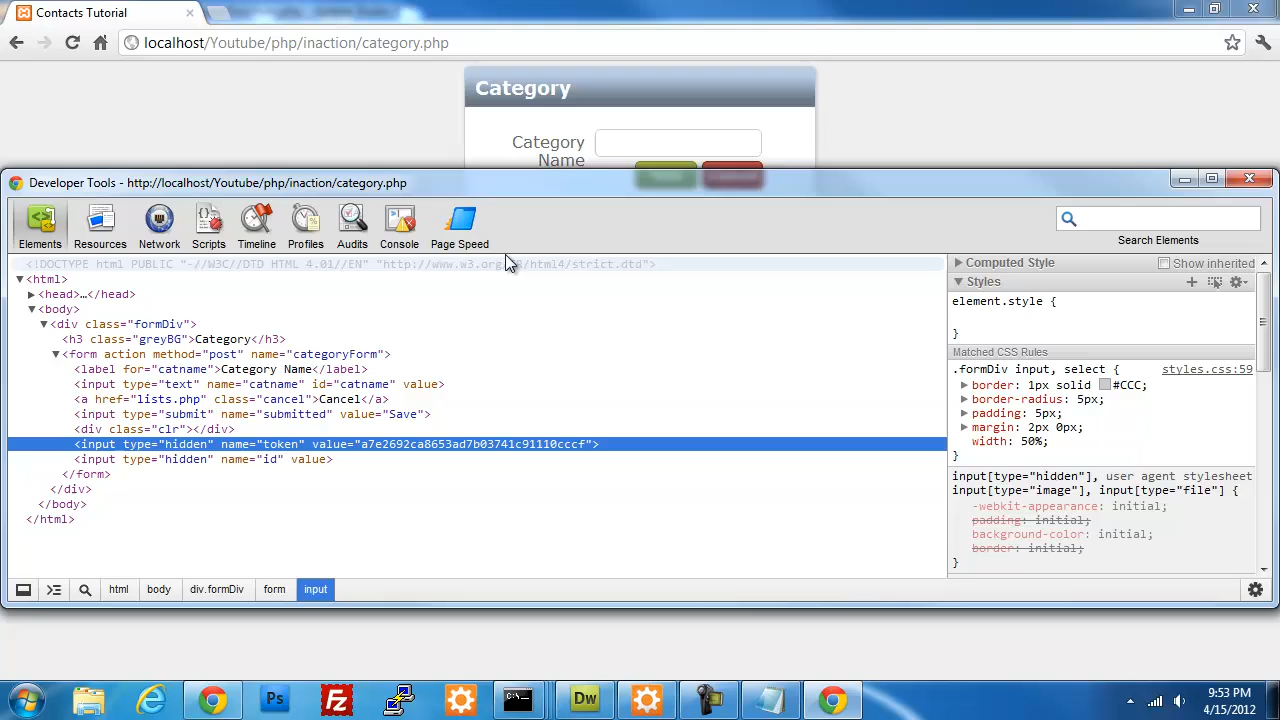 Contacts Tutorial
localhost/Youtube/php/inaction/category.php
Category
Category
Name
Developer Tools - http://localhost/Youtube/php/inaction/category.php
Elements Resources Network Scripts Timeline Profiles Audits Console Page Speed
Search Elements
<!DOCTYPE html PUBLIC "-//W3C//DTD HTML 4.01//EN" "http://www.w3.org/TR/html4/strict.dtd">
<html>
<head>…</head>
<body>
<div class="formDiv">
<h3 class="greyBG">Category</h3>
<form action method="post" name="categoryForm">
<label for="catname">Category Name</label>
<input type="text" name="catname" id="catname" value>
<a href="lists.php" class="cancel">Cancel</a>
<input type="submit" name="submitted" value="Save">
<div class="clr"></div>
<input type="hidden" name="token" value="a7e2692ca8653ad7b03741c91110cccf">
<input type="hidden" name="id" value>
</form>
</div>
</body>
</html>
Computed Style Show inherited
Styles
element.style {
}
Matched CSS Rules
.formDiv input, select { styles.css:59
border: 1px solid #CCC;
border-radius: 5px;
padding: 5px;
margin: 2px 0px;
width: 50%;
}
input[type="hidden"], user agent stylesheet
input[type="image"], input[type="file"] {
-webkit-appearance: initial;
padding: initial;
background-color: initial;
border: initial;
}
html body div.formDiv form input
Ps Fz C:\ Dw
9:53 PM
4/15/2012